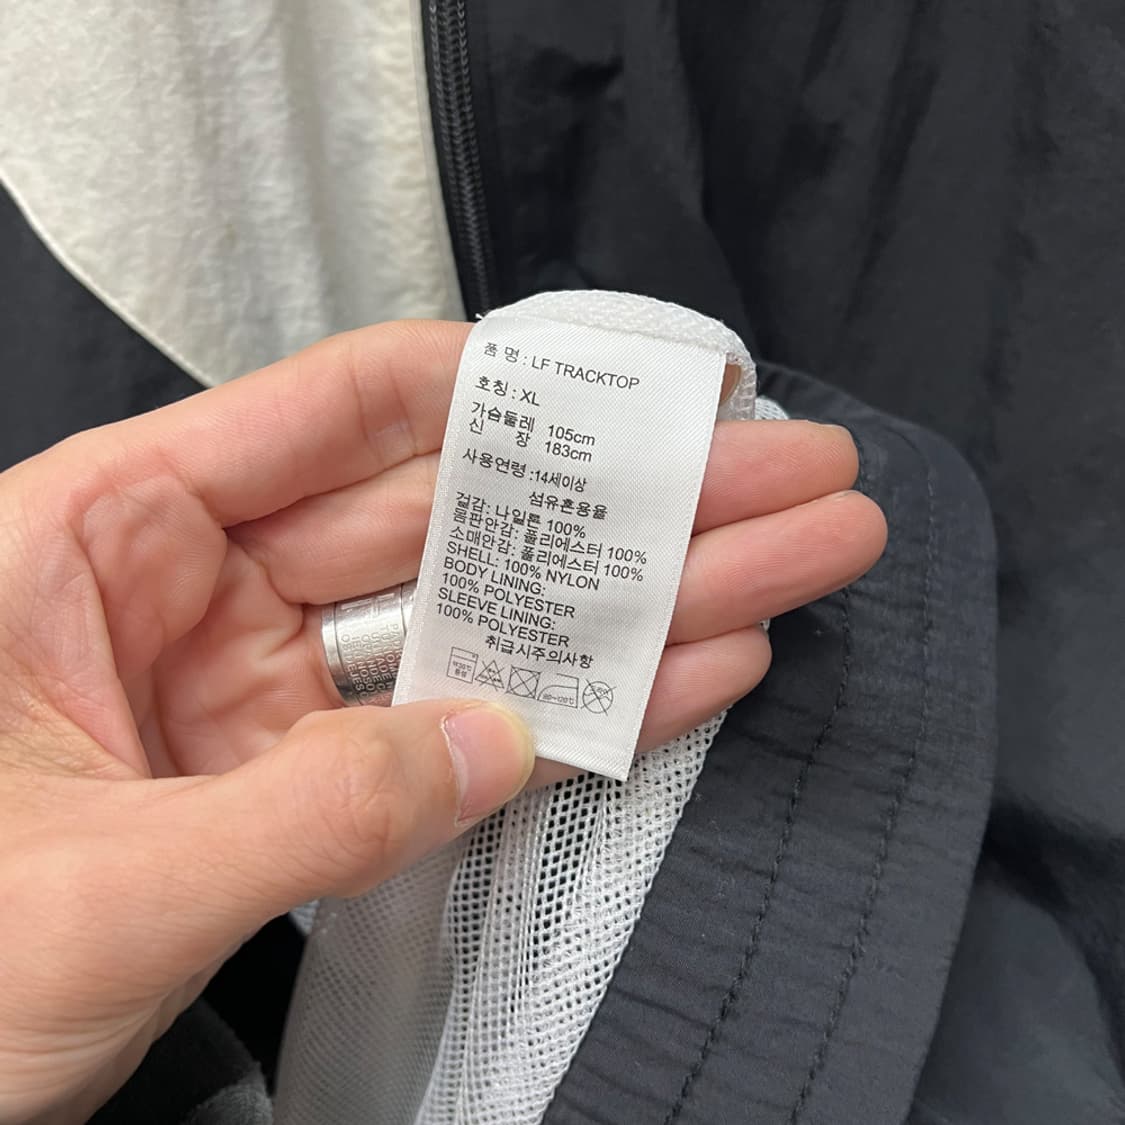 품 명 : LF TRACKTOP
호칭 : XL
가슴둘레 105cm
신 장 183cm
사용연령 :14세이상
섬유혼용율
겉감: 나일론 100%
몸판안감: 폴리에스터 100%
소매안감: 폴리에스터 100%
SHELL: 100% NYLON
BODY LINING:
100% POLYESTER
SLEEVE LINING:
100% POLYESTER
취급시주의사항
80~120℃